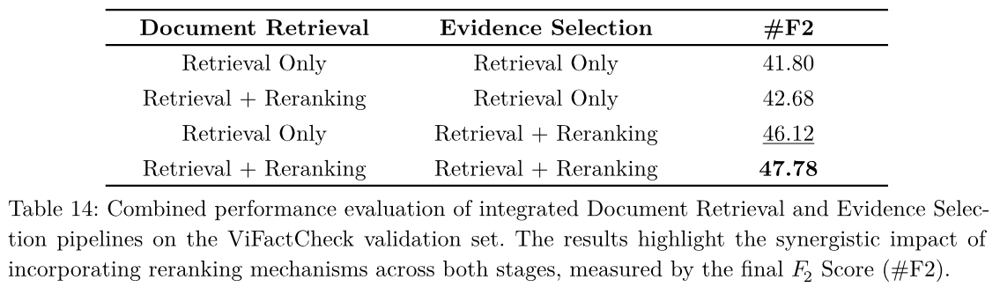 Document Retrieval Evidence Selection #F2
Retrieval Only Retrieval Only 41.80
Retrieval + Reranking Retrieval Only 42.68
Retrieval Only Retrieval + Reranking 46.12
Retrieval + Reranking Retrieval + Reranking 47.78
Table 14: Combined performance evaluation of integrated Document Retrieval and Evidence Selec-
tion pipelines on the ViFactCheck validation set. The results highlight the synergistic impact of
incorporating reranking mechanisms across both stages, measured by the final F2 Score (#F2).